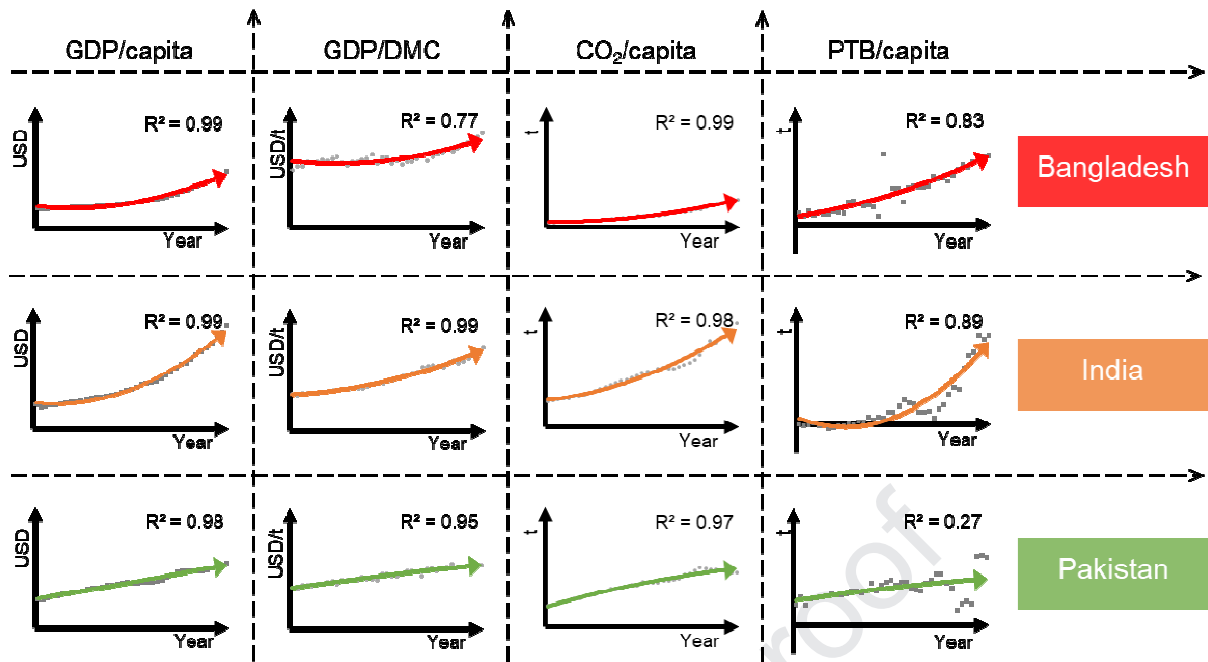 GDP/capita
GDP/DMC
CO₂/capita
PTB/capita
USD
R² = 0.99
Year
USD/t
R² = 0.77
Year
t
R² = 0.99
Year
t
R² = 0.83
Year
Bangladesh
USD
R² = 0.99
Year
USD/t
R² = 0.99
Year
t
R² = 0.98
Year
t
R² = 0.89
Year
India
USD
R² = 0.98
Year
USD/t
R² = 0.95
Year
t
R² = 0.97
Year
t
R² = 0.27
Year
Pakistan
roof